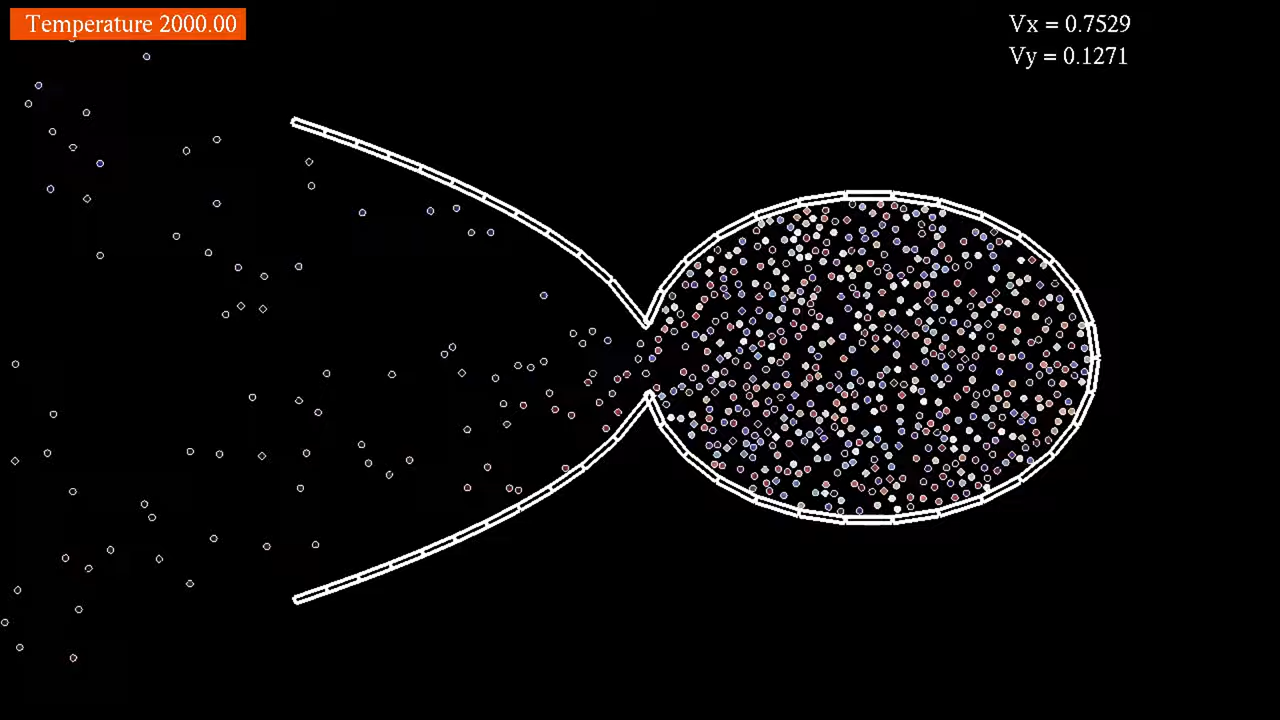 Temperature 2000.00
Vx = 0.7529
Vy = 0.1271